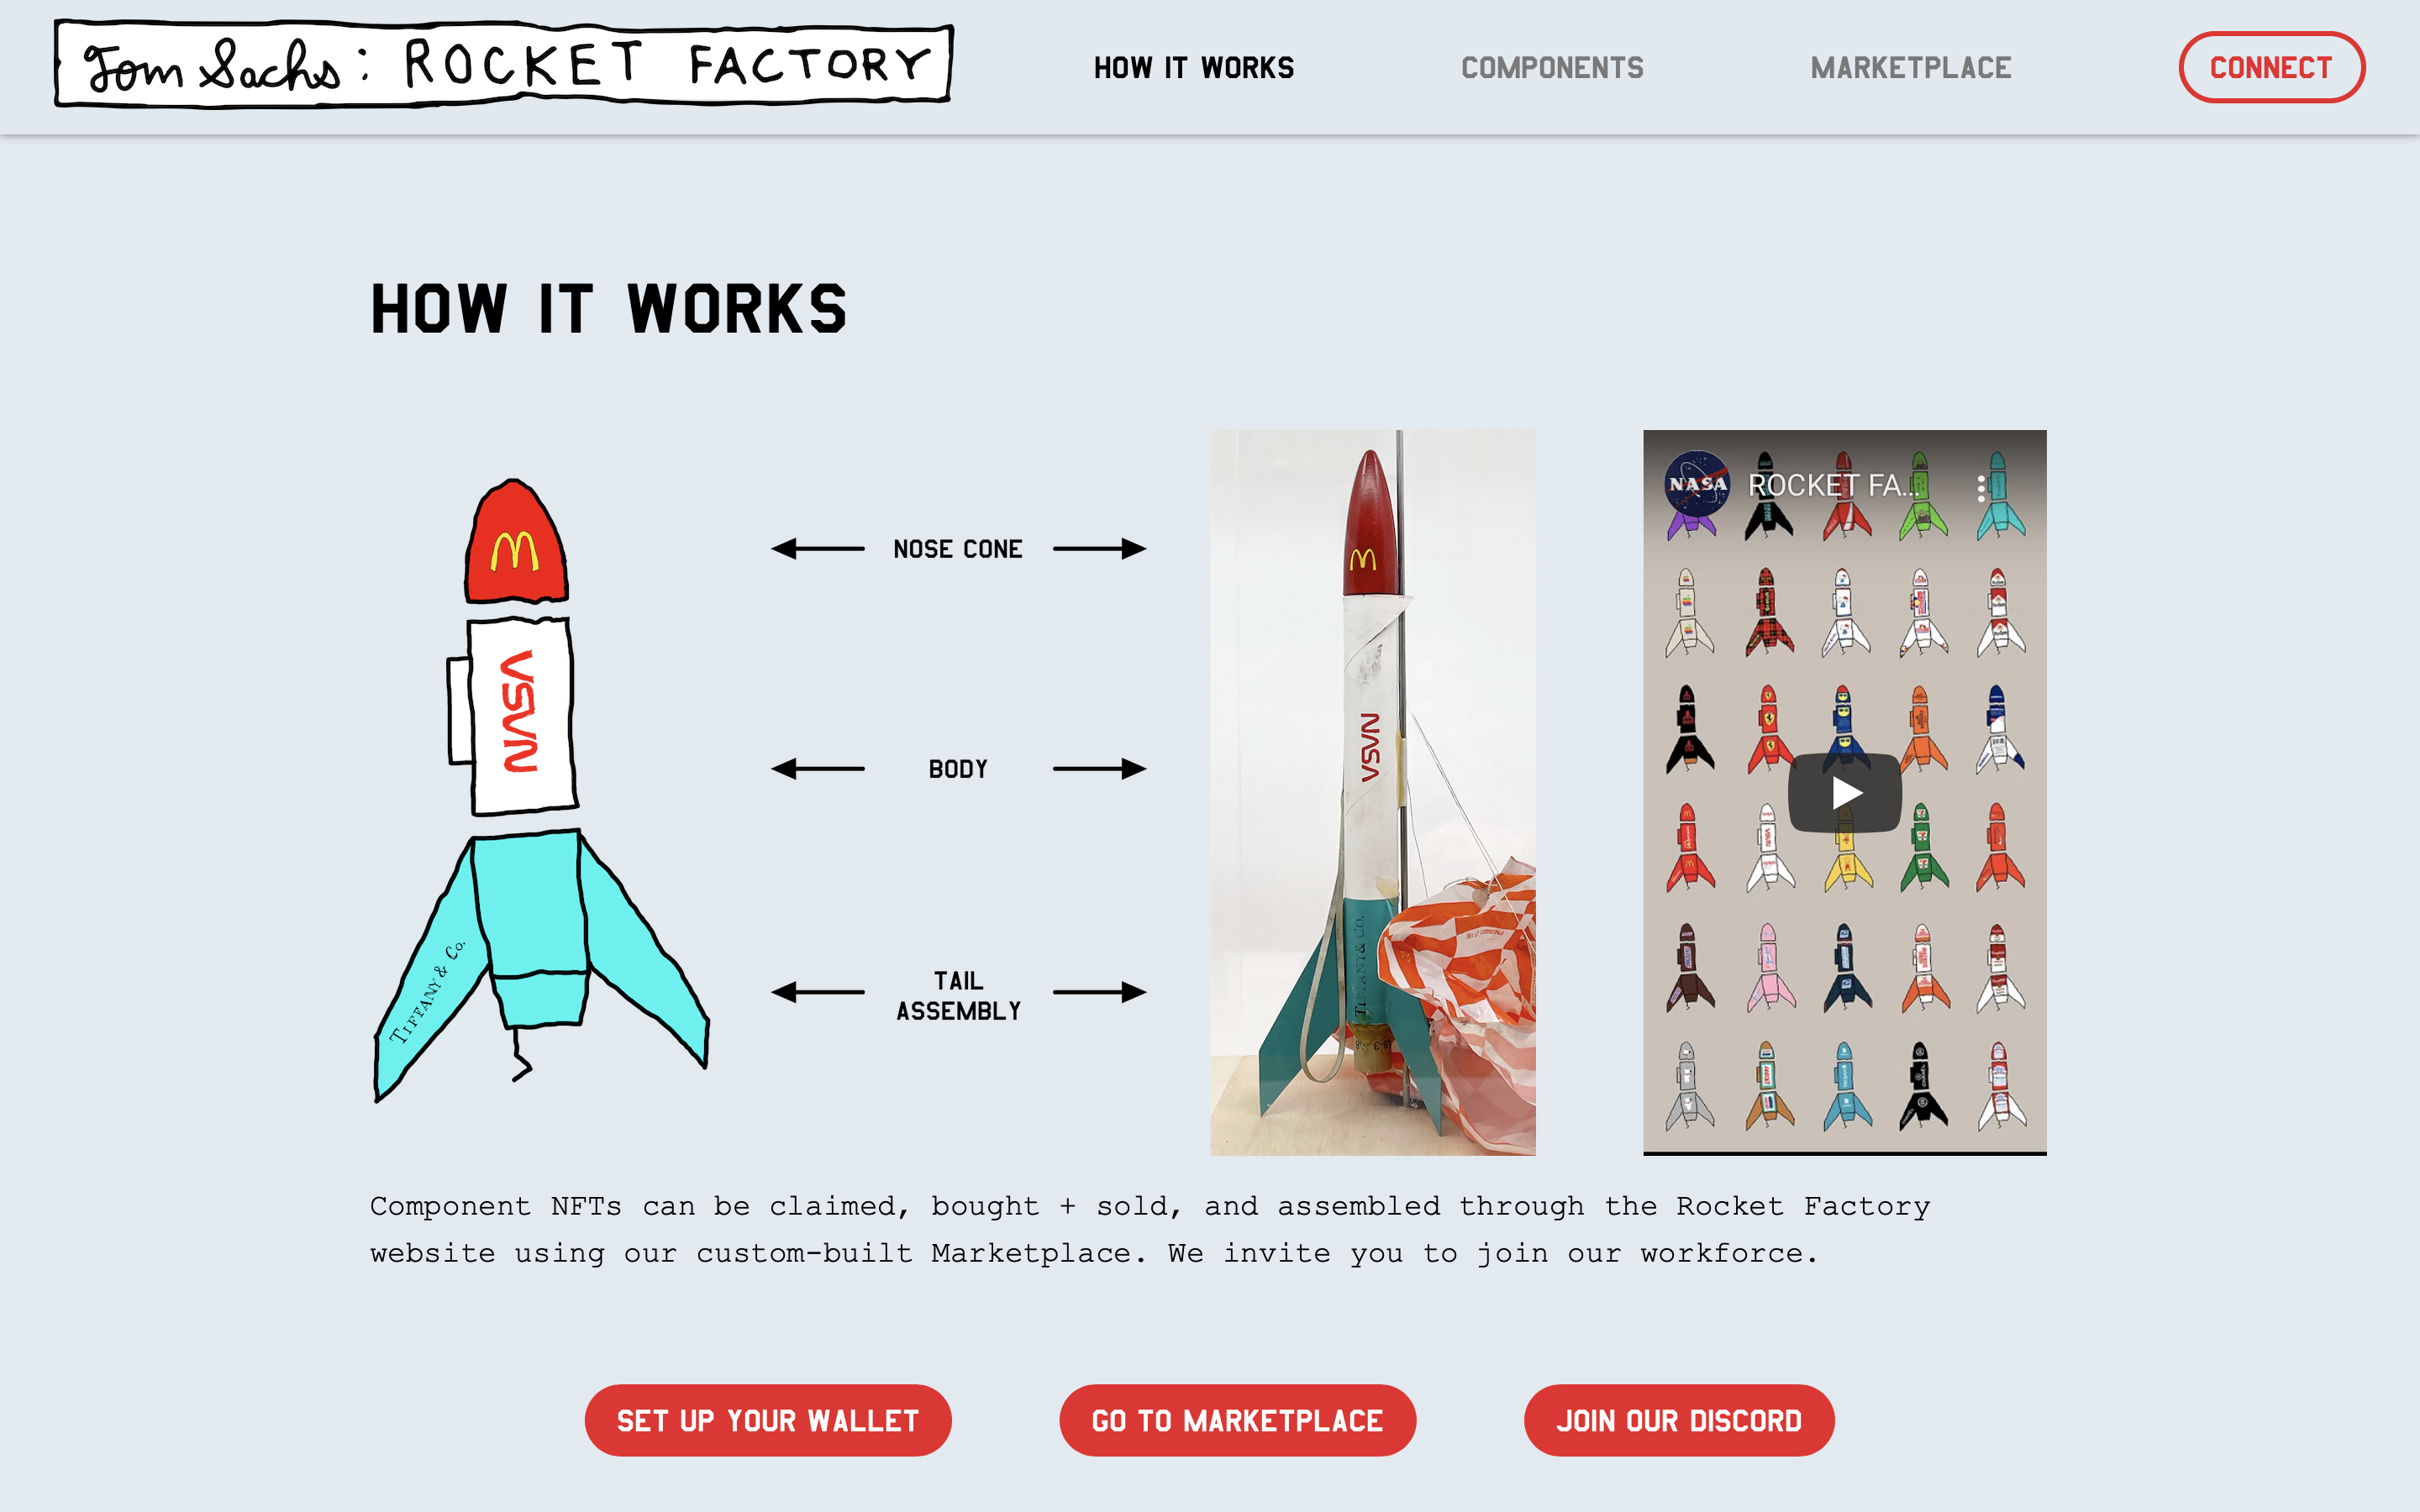 Tom Sachs: ROCKET FACTORY
HOW IT WORKS
COMPONENTS
MARKETPLACE
CONNECT
HOW IT WORKS
NASA
ROCKET FA...
NOSE CONE
NASA
NASA
BODY
TAIL
ASSEMBLY
TIFFANY & Co.
TIFFANY & Co.
Component NFTs can be claimed, bought + sold, and assembled through the Rocket Factory
website using our custom-built Marketplace. We invite you to join our workforce.
SET UP YOUR WALLET
GO TO MARKETPLACE
JOIN OUR DISCORD